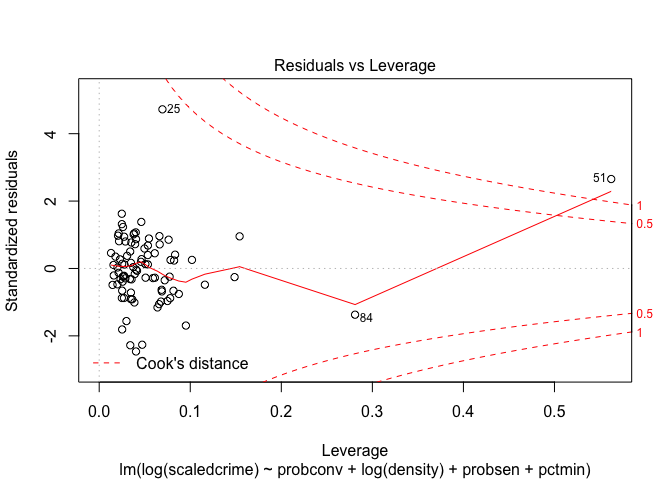 Residuals vs Leverage
Standardized residuals
4
2
0
-2
25
51
84
1
0.5
0.5
1
Cook's distance
0.0 0.1 0.2 0.3 0.4 0.5
Leverage
lm(log(scaledcrime) ~ probconv + log(density) + probsen + pctmin)